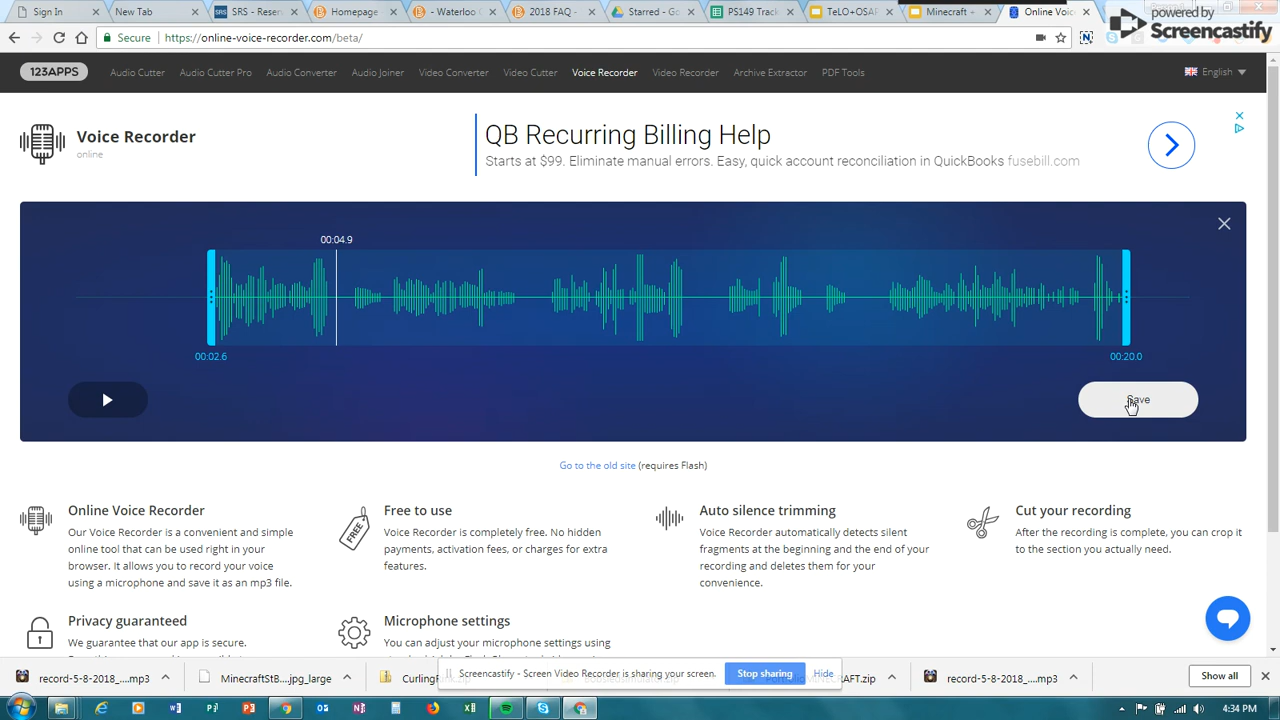 Sign In
New Tab
SRS - Reser
Homepage
- Waterloo
2018 FAQ -
Starred - Go
PS149 Track
TeLO+OSAP
Minecraft +
Online Voic
powered by
Screencastify
Secure
https://online-voice-recorder.com/beta/
123APPS
Audio Cutter
Audio Cutter Pro
Audio Converter
Audio Joiner
Video Converter
Video Cutter
Voice Recorder
Video Recorder
Archive Extractor
PDF Tools
English
Voice Recorder
online
QB Recurring Billing Help
Starts at $99. Eliminate manual errors. Easy, quick account reconciliation in QuickBooks fusebill.com
00:04.9
00:02.6
00:20.0
Save
Go to the old site (requires Flash)
Online Voice Recorder
Our Voice Recorder is a convenient and simple
online tool that can be used right in your
browser. It allows you to record your voice
using a microphone and save it as an mp3 file.
Free to use
Voice Recorder is completely free. No hidden
payments, activation fees, or charges for extra
features.
Auto silence trimming
Voice Recorder automatically detects silent
fragments at the beginning and the end of your
recording and deletes them for your
convenience.
Cut your recording
After the recording is complete, you can crop it
to the section you actually need.
Privacy guaranteed
We guarantee that our app is secure.
Microphone settings
You can adjust your microphone settings using
record-5-8-2018_....mp3
MinecraftStB....jpg_large
Screencastify - Screen Video Recorder is sharing your screen.
Stop sharing
Hide
record-5-8-2018_....mp3
Show all
4:34 PM